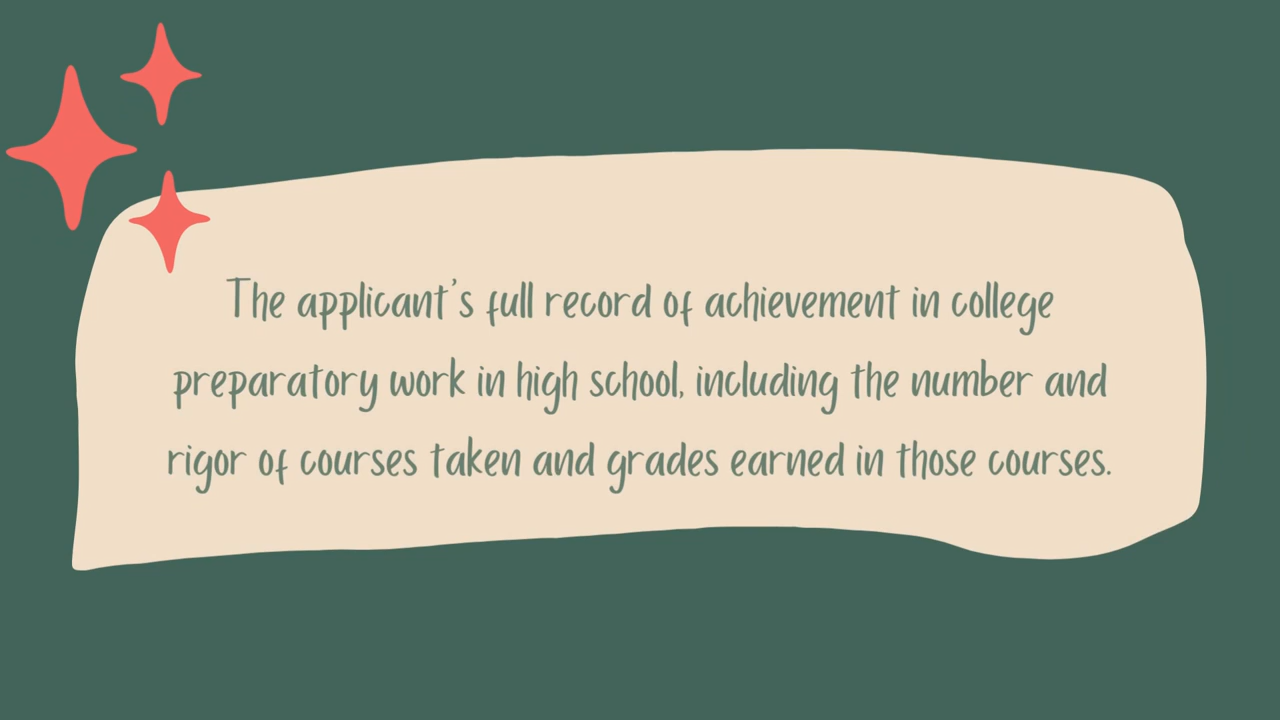 The applicant's full record of achievement in college
preparatory work in high school, including the number and
rigor of courses taken and grades earned in those courses.